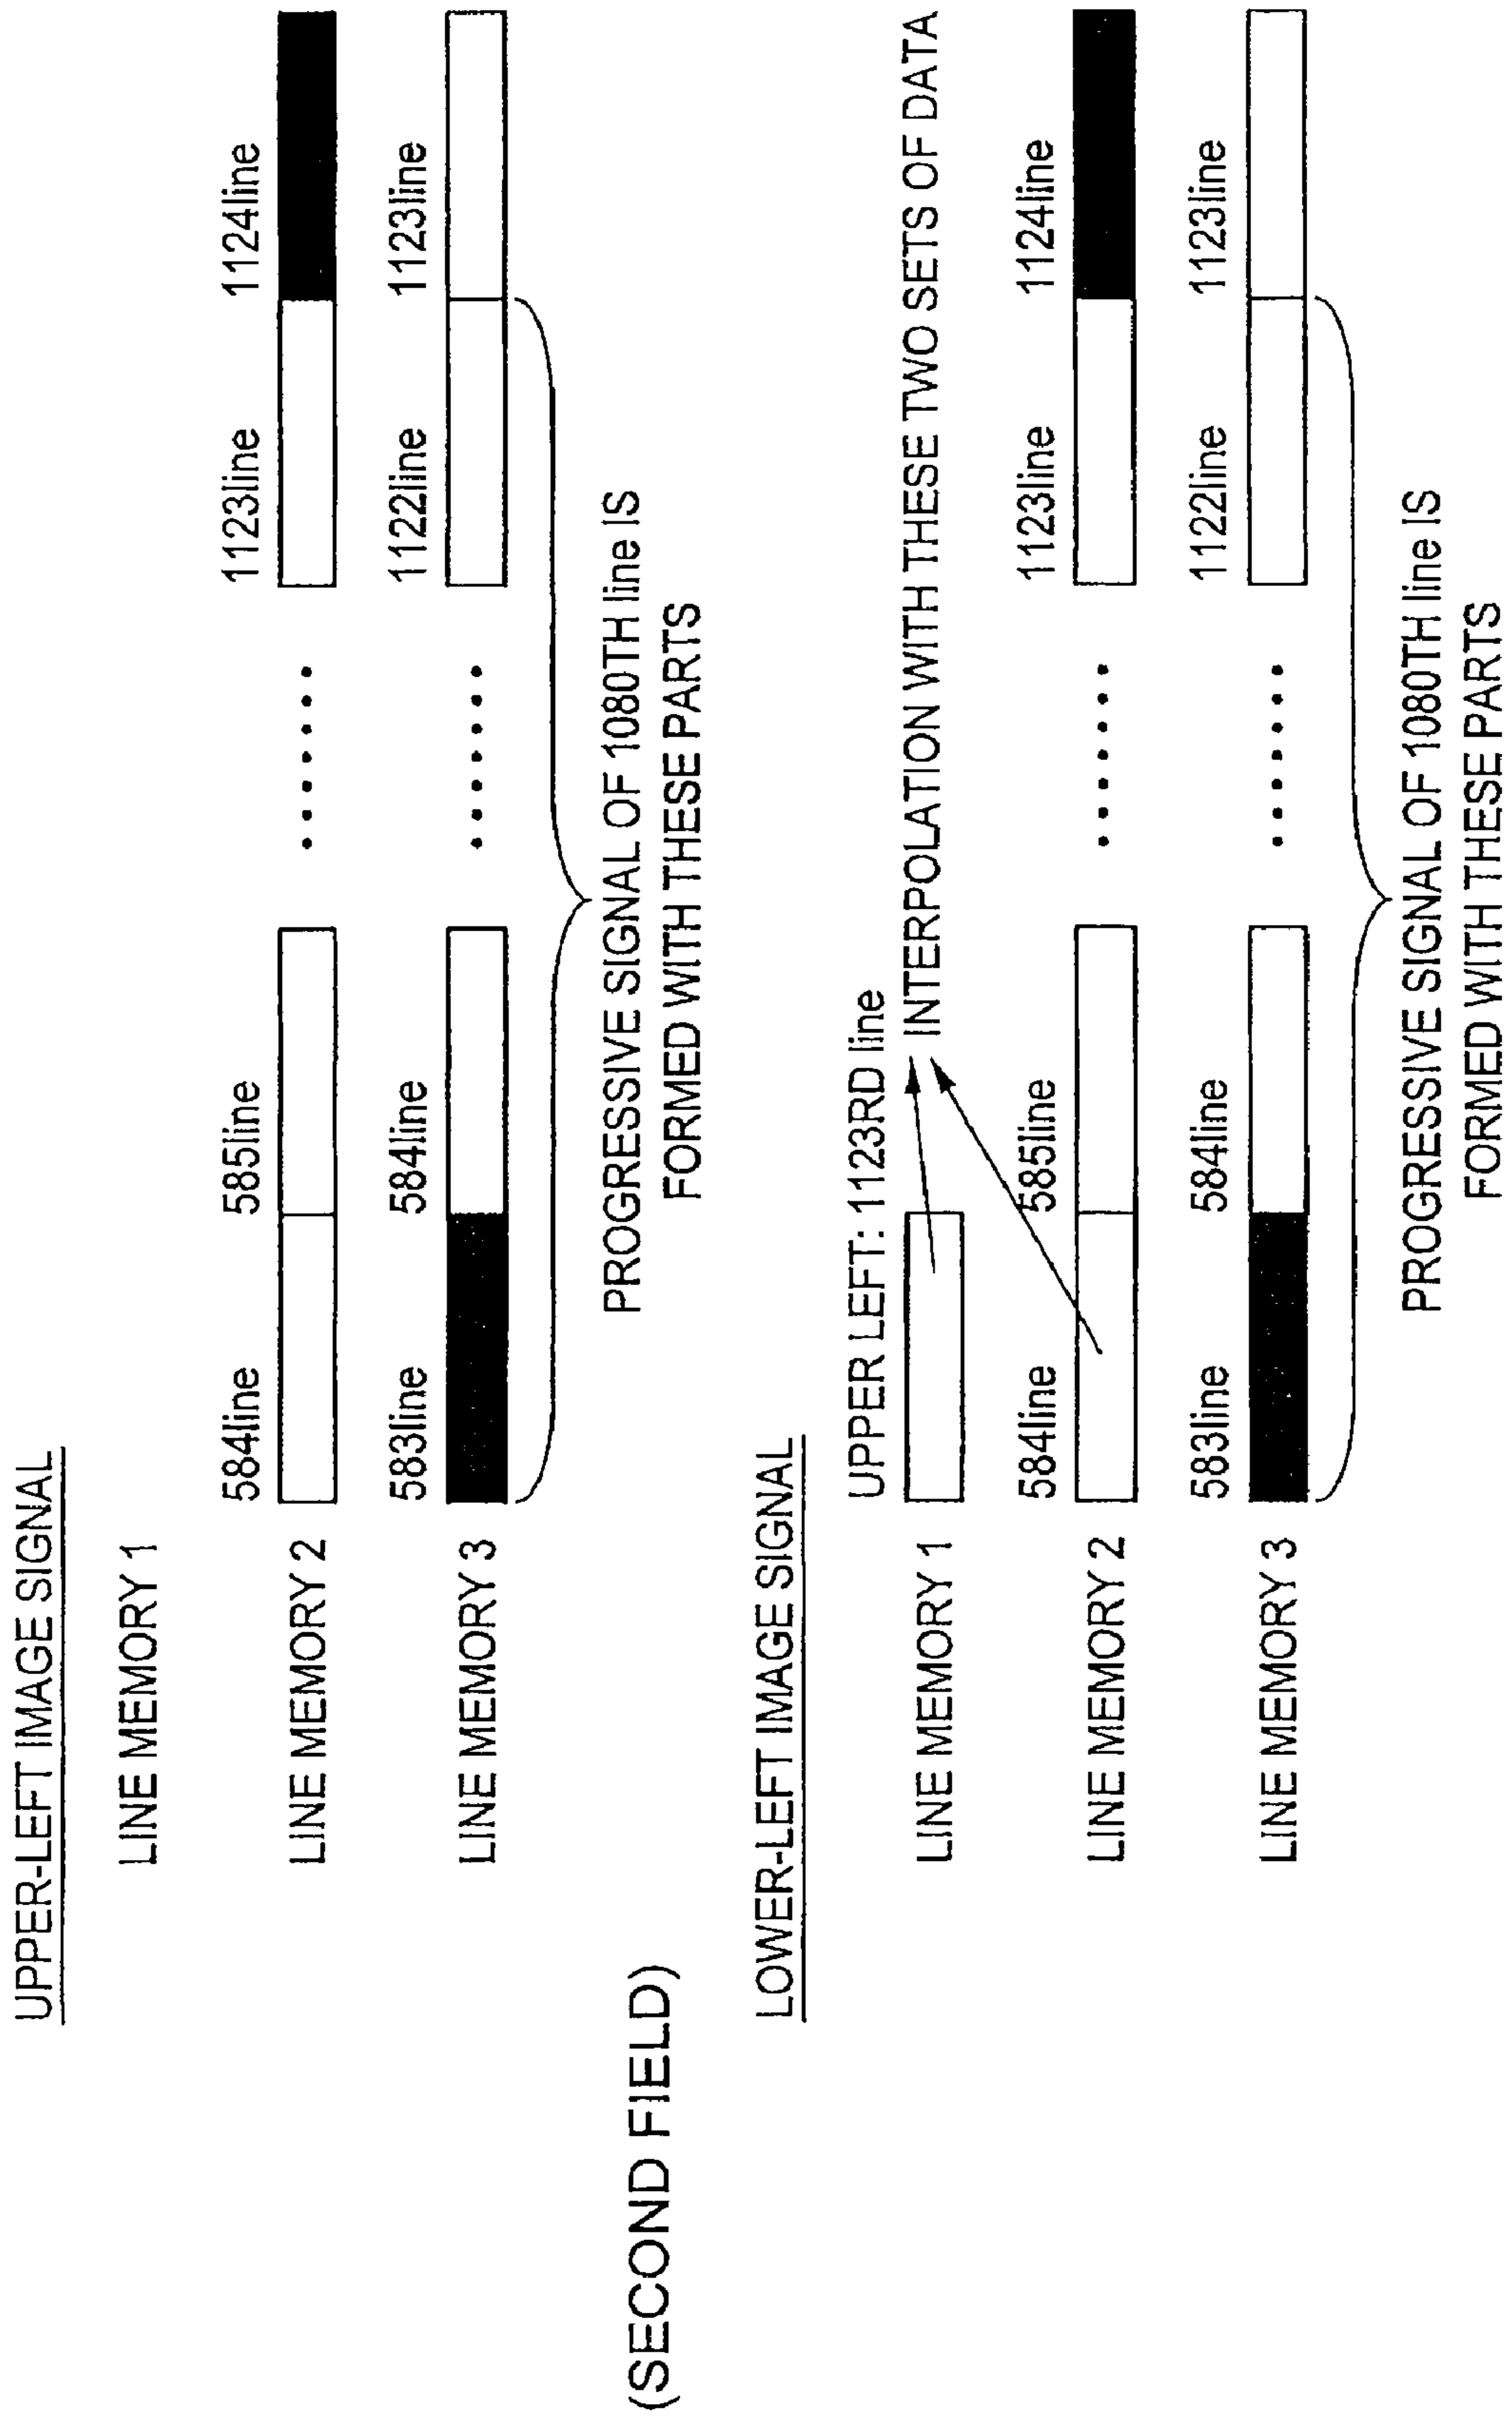 UPPER-LEFT IMAGE SIGNAL
LINE MEMORY 1
584line 585line 1123line 1124line
LINE MEMORY 2
583line 584line 1122line 1123line
LINE MEMORY 3
PROGRESSIVE SIGNAL OF 1080TH line IS
FORMED WITH THESE PARTS
(SECOND FIELD)
LOWER-LEFT IMAGE SIGNAL
UPPER LEFT: 1123RD line
LINE MEMORY 1
INTERPOLATION WITH THESE TWO SETS OF DATA
584line 585line 1123line 1124line
LINE MEMORY 2
583line 584line 1122line 1123line
LINE MEMORY 3
PROGRESSIVE SIGNAL OF 1080TH line IS
FORMED WITH THESE PARTS